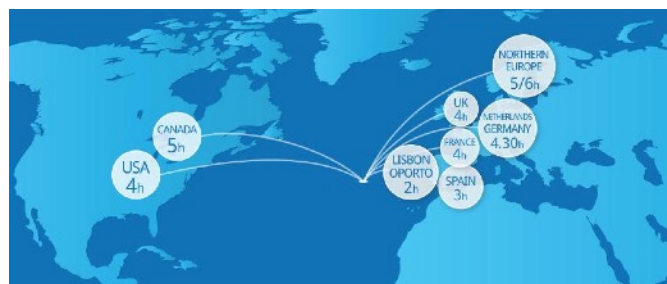 NORTHERN
EUROPE
5/6h
UK
4h
NETHERLANDS
GERMANY
4.30h
CANADA
5h
FRANCE
4h
USA
4h
LISBON
OPORTO
2h
SPAIN
3h